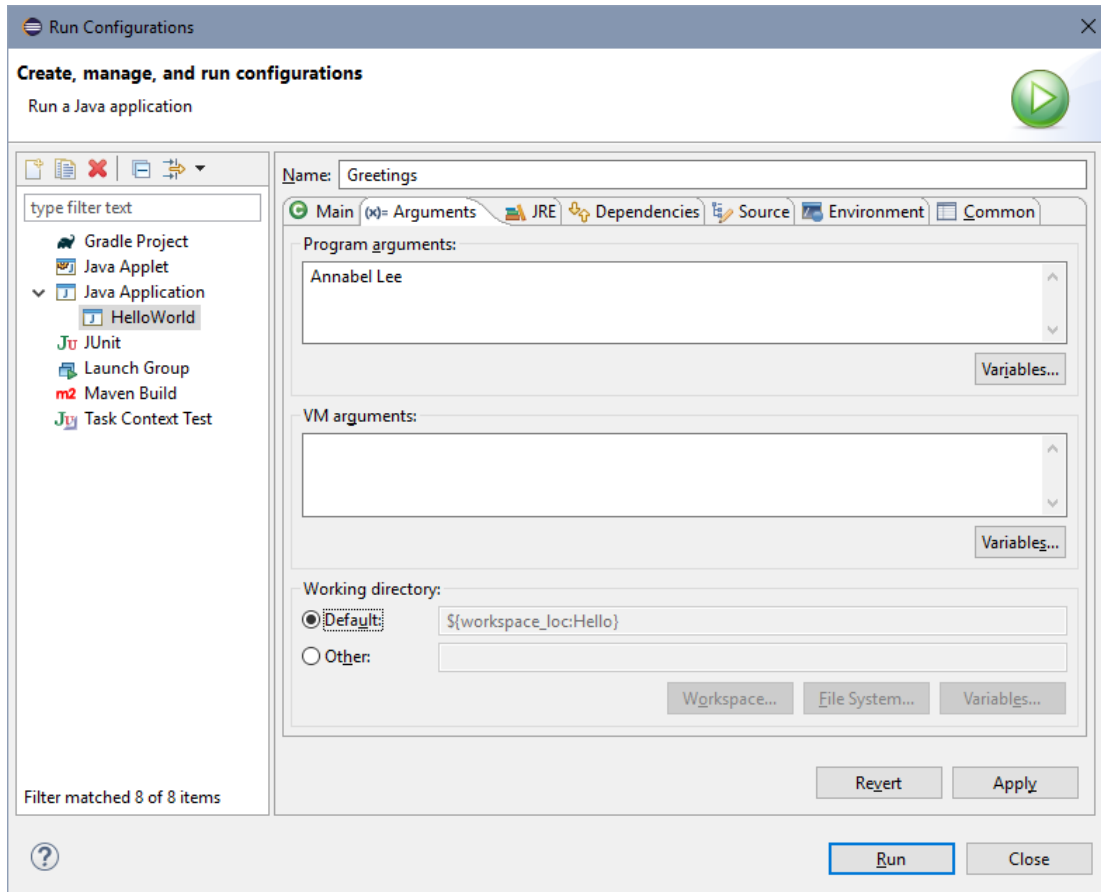 Run Configurations
Create, manage, and run configurations
Run a Java application
type filter text
Gradle Project
Java Applet
Java Application
HelloWorld
Ju JUnit
Launch Group
m2 Maven Build
Ju Task Context Test
Filter matched 8 of 8 items
Name: Greetings
Main (x)= Arguments JRE Dependencies Source Environment Common
Program arguments:
Annabel Lee
Variables...
VM arguments:
Variables...
Working directory:
Default: ${workspace_loc:Hello}
Other:
Workspace... File System... Variables...
Revert Apply
? Run Close